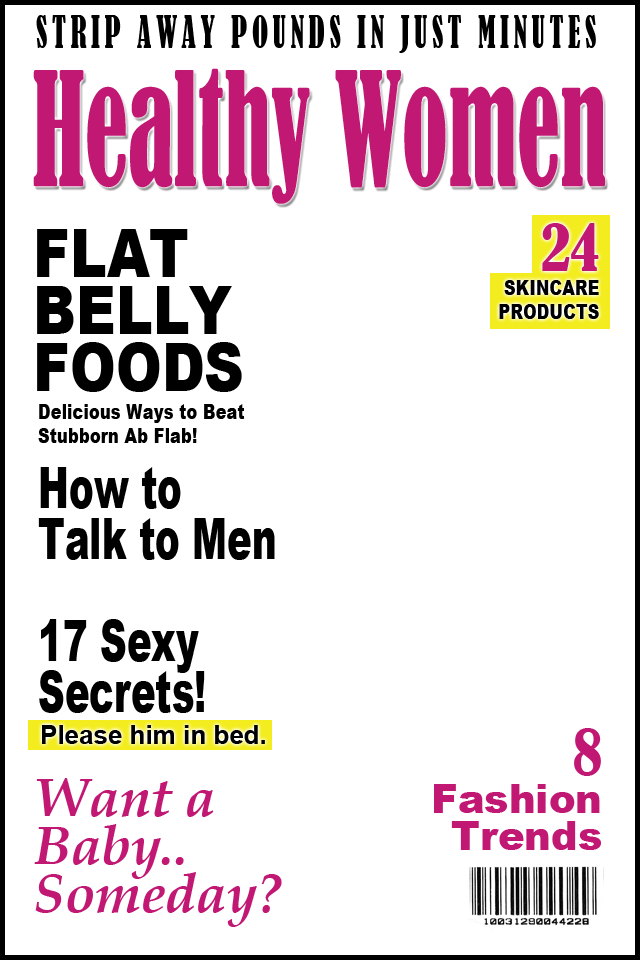 STRIP AWAY POUNDS IN JUST MINUTES
Healthy Women
FLAT
BELLY
FOODS
Delicious Ways to Beat
Stubborn Ab Flab!
24
SKINCARE
PRODUCTS
How to
Talk to Men
17 Sexy
Secrets!
Please him in bed.
Want a
Baby..
Someday?
8
Fashion
Trends
10031280044228